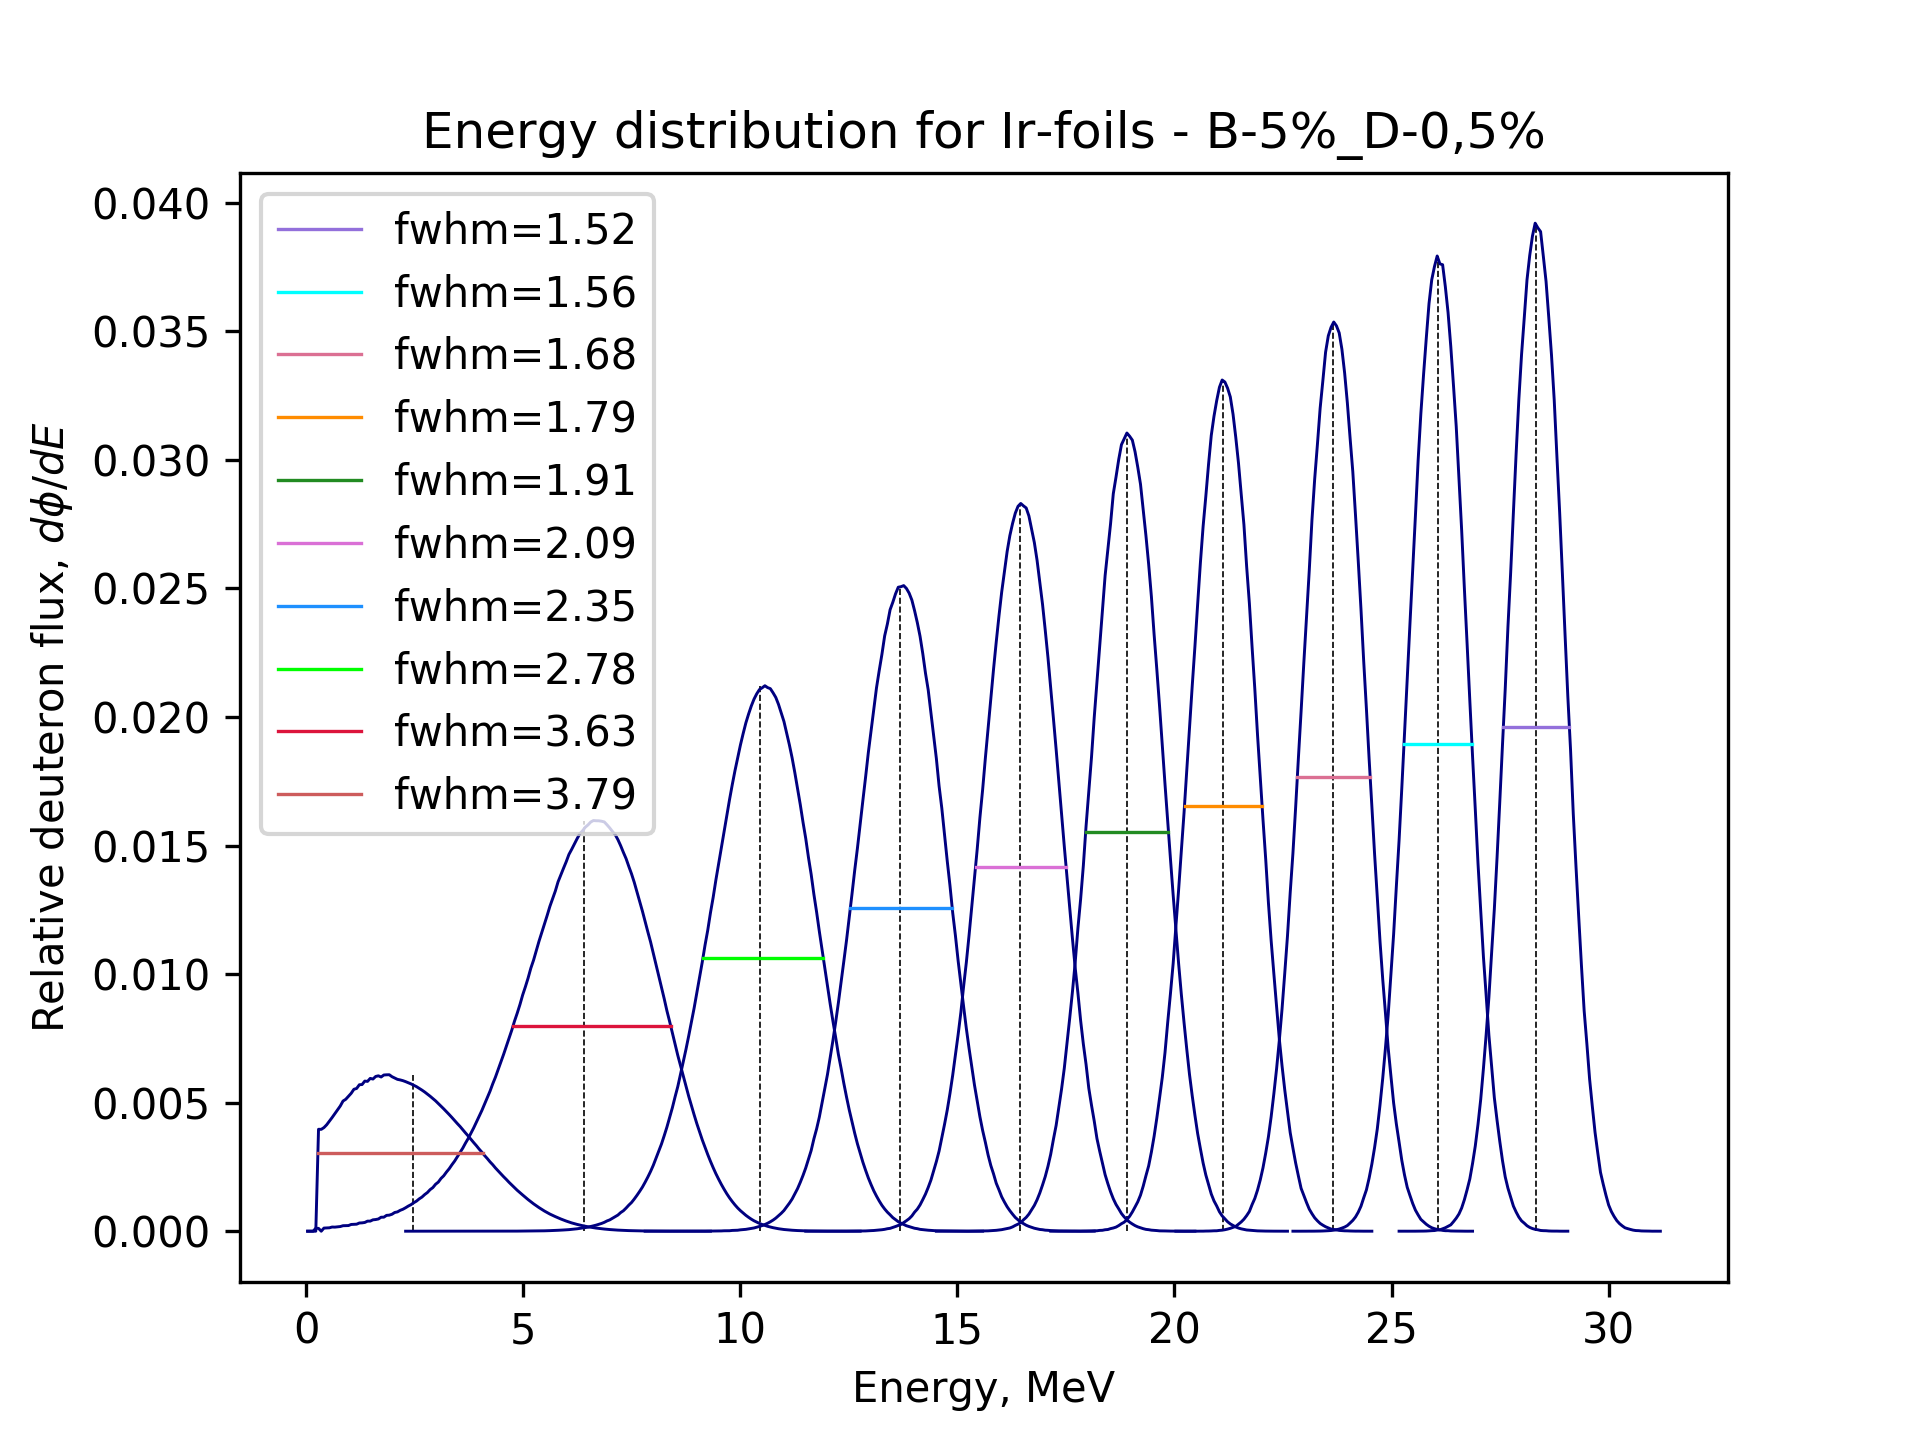 Energy distribution for Ir-foils - B-5%_D-0,5%
0.040
0.035
0.030
0.025
0.020
0.015
0.010
0.005
0.000
Relative deuteron flux, dϕ/dE
fwhm=1.52
fwhm=1.56
fwhm=1.68
fwhm=1.79
fwhm=1.91
fwhm=2.09
fwhm=2.35
fwhm=2.78
fwhm=3.63
fwhm=3.79
0 5 10 15 20 25 30
Energy, MeV